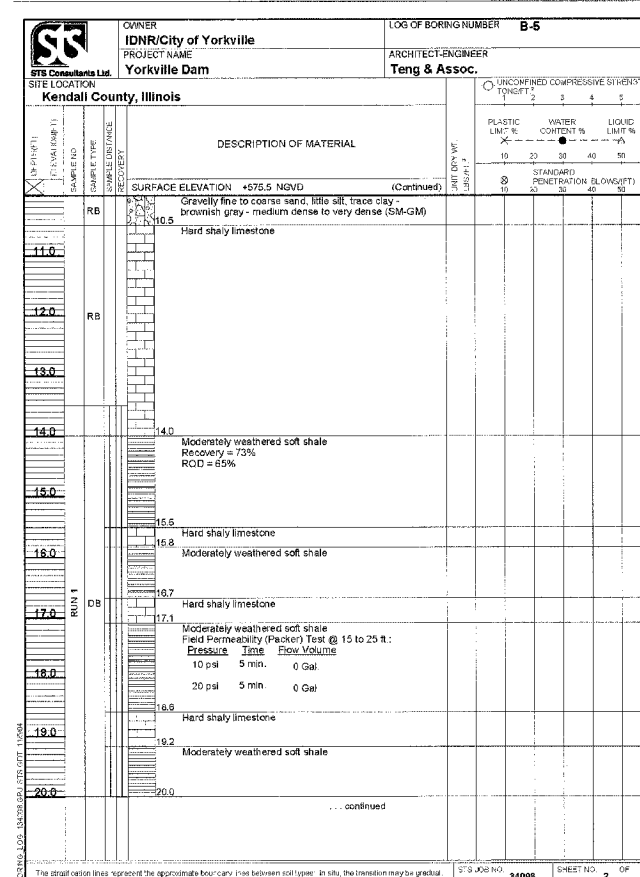 STS
STS Consultants Ltd.
OWNER
IDNR/City of Yorkville
LOG OF BORING NUMBER B-5
PROJECT NAME
Yorkville Dam
ARCHITECT-ENGINEER
Teng & Assoc.
SITE LOCATION
Kendall County, Illinois
UNCONFINED COMPRESSIVE STRENGT
TONS/FT.2
1 2 3 4 5
DEPTH(FT)
ELEVATION(FT)
SAMPLE NO.
SAMPLE TYPE
SAMPLE DISTANCE
RECOVERY
DESCRIPTION OF MATERIAL
UNIT DRY WT.
LBS/FT.3
PLASTIC LIMIT %
WATER CONTENT %
LIQUID LIMIT %
10 20 30 40 50
STANDARD
PENETRATION BLOWS/(FT)
10 20 30 40 50
SURFACE ELEVATION +575.5 NGVD (Continued)
RB
Gravelly fine to coarse sand, little silt, trace clay -
brownish gray - medium dense to very dense (SM-GM)
10.5
Hard shaly limestone
11.0
12.0
RB
13.0
14.0
14.0
Moderately weathered soft shale
Recovery = 73%
RQD = 65%
15.0
15.6
Hard shaly limestone
15.8
16.0
Moderately weathered soft shale
16.7
RUN 1
DB
Hard shaly limestone
17.0
17.1
Moderately weathered soft shale
Field Permeability (Packer) Test @ 15 to 25 ft.:
Pressure Time Flow Volume
10 psi 5 min. 0 Gal.
18.0
20 psi 5 min. 0 Gal.
18.6
Hard shaly limestone
19.0
19.2
Moderately weathered soft shale
20.0
20.0
... continued
The stratification lines represent the approximate boundary lines between soil types: in situ, the transition may be gradual.
STS JOB NO. 34098
SHEET NO. 2 OF